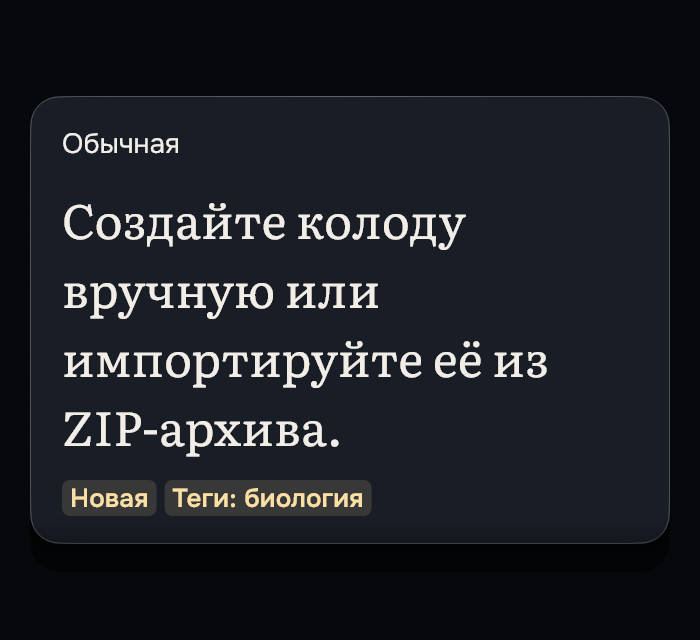 Обычная
Создайте колоду
вручную или
импортируйте её из
ZIP-архива.
Новая Теги: биология